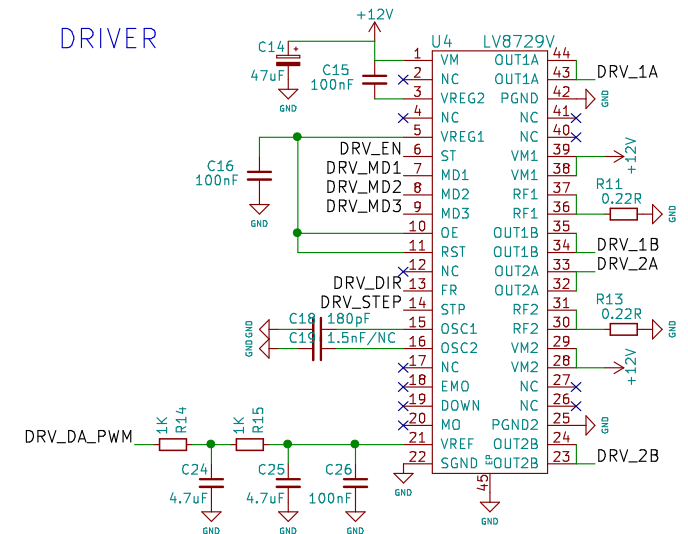 DRIVER
+12V
U4 LV8729V
C14 +
47uF
GND
C15
100nF
C16
100nF
GND
1 VM OUT1A 44
2 NC OUT1A 43 DRV_1A
3 VREG2 PGND 42 GND
4 NC NC 41
5 VREG1 NC 40
DRV_EN 6 ST VM1 39 +12V
DRV_MD1 7 MD1 VM1 38
DRV_MD2 8 MD2 RF1 37
DRV_MD3 9 MD3 RF1 36 R11 0.22R GND
10 OE OUT1B 35
11 RST OUT1B 34 DRV_1B
12 NC OUT2A 33 DRV_2A
DRV_DIR 13 FR OUT2A 32
DRV_STEP 14 STP RF2 31
GND C18 180pF 15 OSC1 RF2 30 R13 0.22R GND
GND C19 1.5nF/NC 16 OSC2 VM2 29
17 NC VM2 28 +12V
18 EMO NC 27
19 DOWN NC 26
20 MO PGND2 25 GND
DRV_DA_PWM 1K R14 1K R15 21 VREF OUT2B 24
22 SGND EP OUT2B 23 DRV_2B
45
GND
GND
C24
4.7uF
GND
C25
4.7uF
GND
C26
100nF
GND